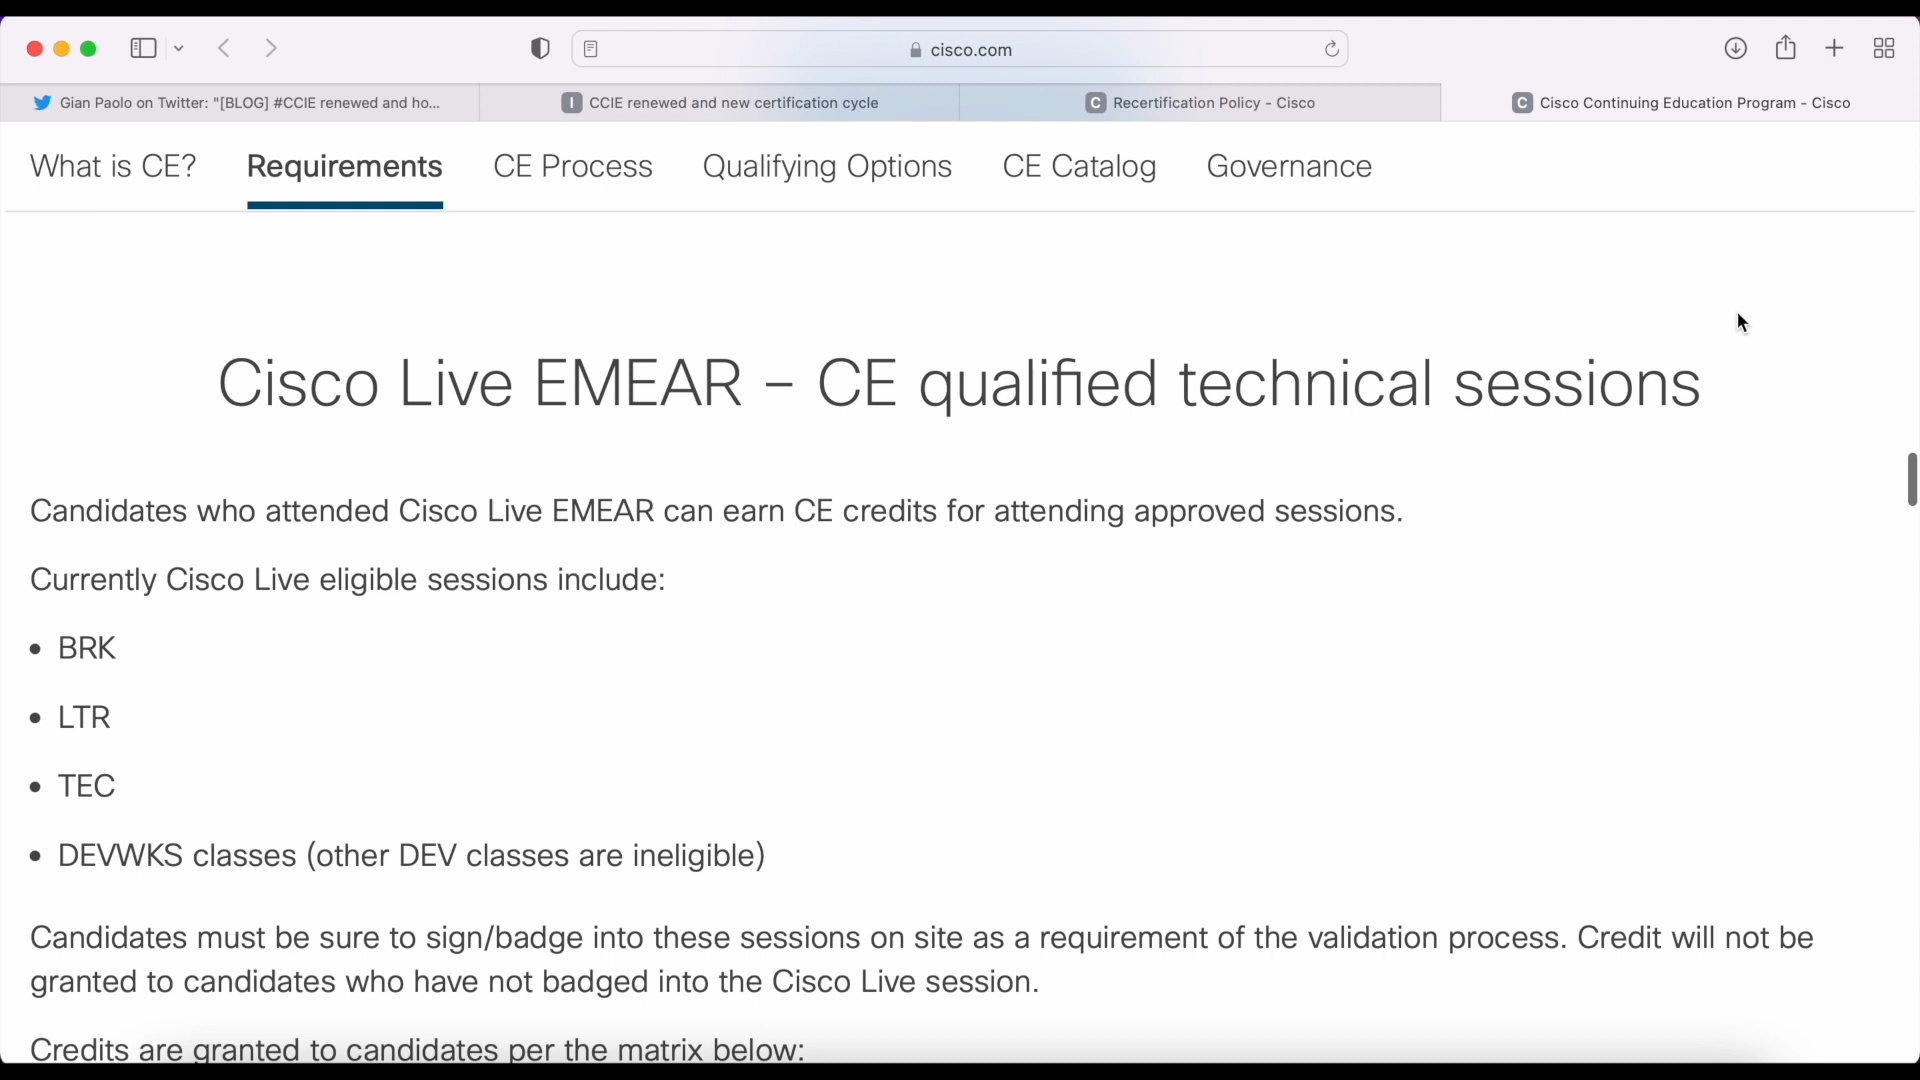 cisco.com
Gian Paolo on Twitter: "[BLOG] #CCIE renewed and ho...
I CCIE renewed and new certification cycle
C Recertification Policy - Cisco
C Cisco Continuing Education Program - Cisco
What is CE? Requirements CE Process Qualifying Options CE Catalog Governance
Cisco Live EMEAR – CE qualified technical sessions
Candidates who attended Cisco Live EMEAR can earn CE credits for attending approved sessions.
Currently Cisco Live eligible sessions include:
• BRK
• LTR
• TEC
• DEVWKS classes (other DEV classes are ineligible)
Candidates must be sure to sign/badge into these sessions on site as a requirement of the validation process. Credit will not be
granted to candidates who have not badged into the Cisco Live session.
Credits are granted to candidates per the matrix below: